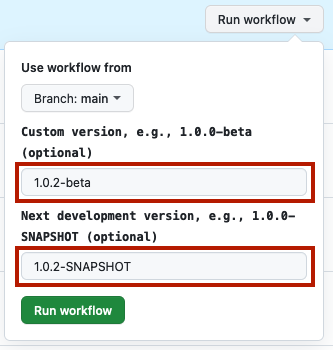 Run workflow
Use workflow from
Branch: main
Custom version, e.g., 1.0.0-beta
(optional)
1.0.2-beta
Next development version, e.g., 1.0.0-
SNAPSHOT (optional)
1.0.2-SNAPSHOT
Run workflow